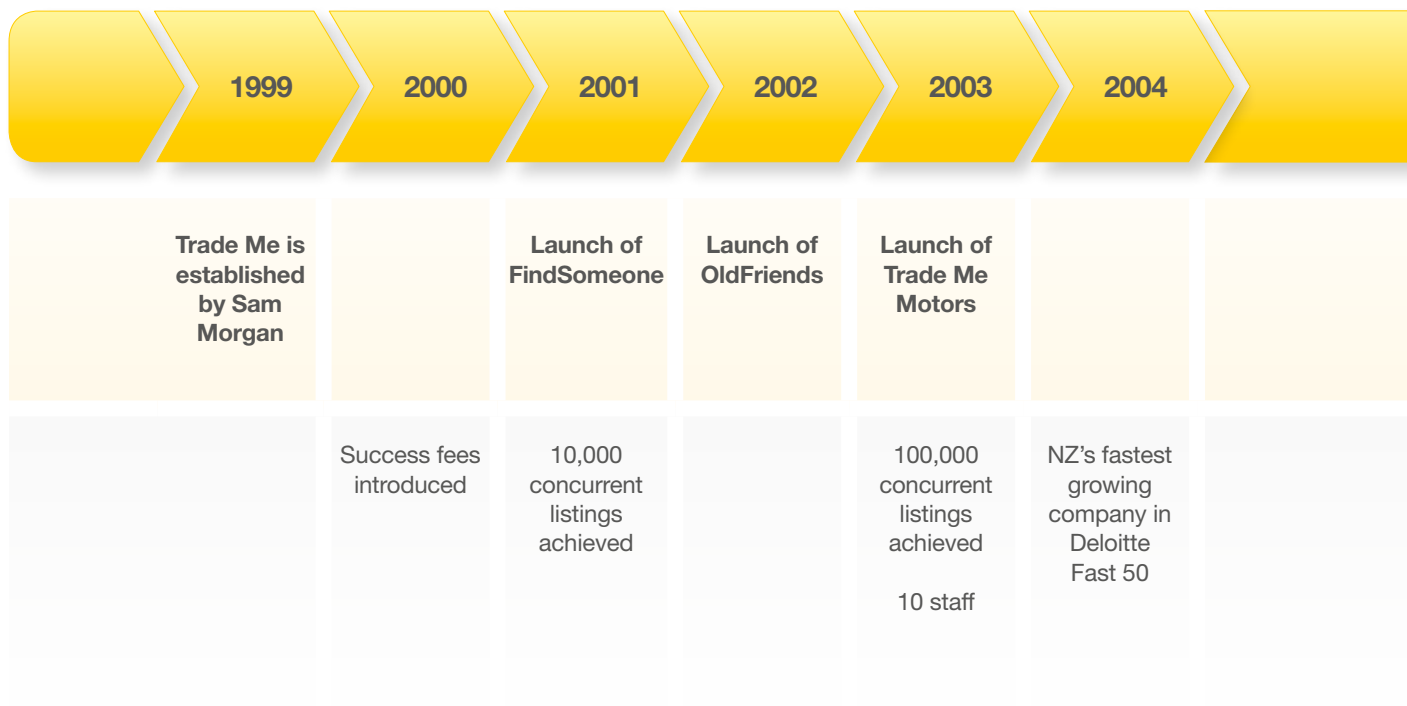 1999
2000
2001
2002
2003
2004
Trade Me is
established
by Sam
Morgan
Launch of
FindSomeone
Launch of
OldFriends
Launch of
Trade Me
Motors
Success fees
introduced
10,000
concurrent
listings
achieved
100,000
concurrent
listings
achieved
10 staff
NZ’s fastest
growing
company in
Deloitte
Fast 50